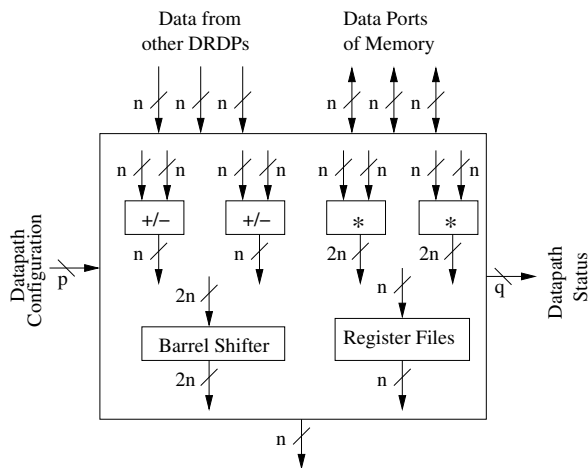 Data from
other DRDPs
Data Ports
of Memory
n n n n n n
n n n n n n n n
+/− +/− * *
n n 2n 2n
Datapath
Configuration
p
q
Datapath
Status
2n n
Barrel Shifter
Register Files
2n n
n